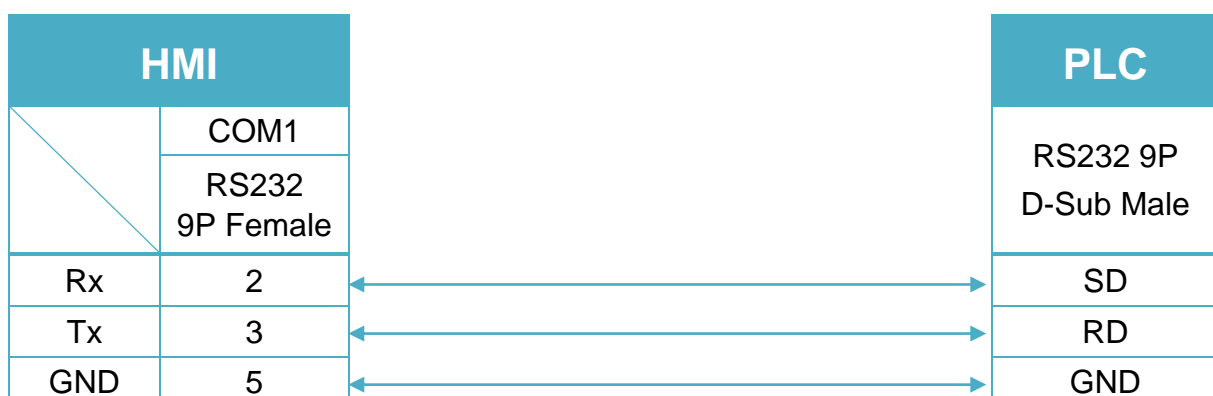 HMI
PLC
COM1
RS232
9P Female
RS232 9P
D-Sub Male
Rx 2 SD
Tx 3 RD
GND 5 GND